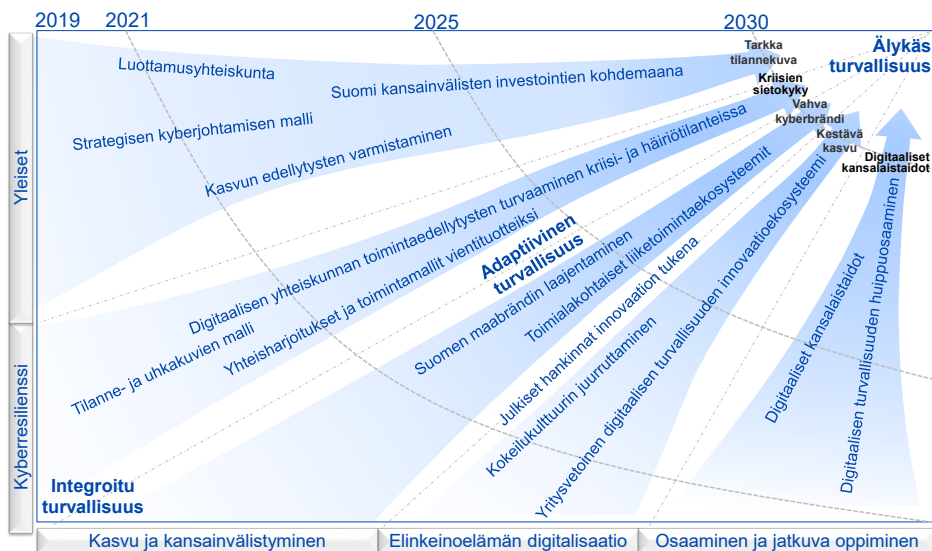 2019
2021
2025
2030
Älykäs
turvallisuus
Tarkka
tilannekuva
Kriisien
sietokyky
Vahva
kyberbrändi
Kestävä
kasvu
Digitaaliset
kansalaistaidot
Luottamusyhteiskunta
Suomi kansainvälisten investointien kohdemaana
Strategisen kyberjohtamisen malli
Kasvun edellytysten varmistaminen
Digitaalisen yhteiskunnan toimintaedellytysten turvaaminen kriisi- ja häiriötilanteissa
Tilanne- ja uhkakuvien malli
Yhteisharjoitukset ja toimintamallit vientituotteiksi
Adaptiivinen
turvallisuus
Suomen maabrändin laajentaminen
Toimialakohtaiset liiketoimintaekosysteemit
Julkiset hankinnat innovaation tukena
Kokeilukulttuurin juurruttaminen
Yritysvetoinen digitaalisen turvallisuuden innovaatioekosysteemi
Digitaaliset kansalaistaidot
Digitaalisen turvallisuuden huippuosaaminen
Integroitu
turvallisuus
Yleiset
Kyberresilienssi
Kasvu ja kansainvälistyminen
Elinkeinoelämän digitalisaatio
Osaaminen ja jatkuva oppiminen